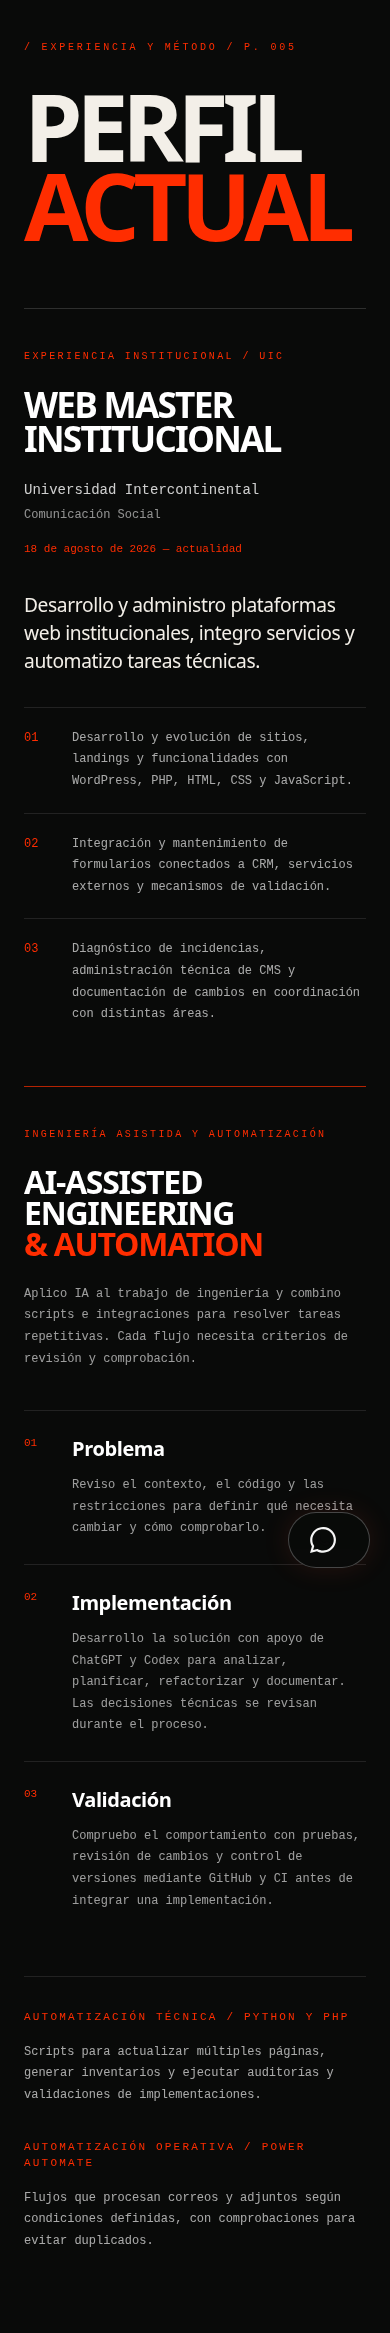 / EXPERIENCIA Y MÉTODO / P. 005
PERFIL
ACTUAL
EXPERIENCIA INSTITUCIONAL / UIC
WEB MASTER
INSTITUCIONAL
Universidad Intercontinental
Comunicación Social
18 de agosto de 2026 — actualidad
Desarrollo y administro plataformas
web institucionales, integro servicios y
automatizo tareas técnicas.
01 Desarrollo y evolución de sitios,
landings y funcionalidades con
WordPress, PHP, HTML, CSS y JavaScript.
02 Integración y mantenimiento de
formularios conectados a CRM, servicios
externos y mecanismos de validación.
03 Diagnóstico de incidencias,
administración técnica de CMS y
documentación de cambios en coordinación
con distintas áreas.
INGENIERÍA ASISTIDA Y AUTOMATIZACIÓN
AI-ASSISTED
ENGINEERING
& AUTOMATION
Aplico IA al trabajo de ingeniería y combino
scripts e integraciones para resolver tareas
repetitivas. Cada flujo necesita criterios de
revisión y comprobación.
01 Problema
Reviso el contexto, el código y las
restricciones para definir qué necesita
cambiar y cómo comprobarlo.
02 Implementación
Desarrollo la solución con apoyo de
ChatGPT y Codex para analizar,
planificar, refactorizar y documentar.
Las decisiones técnicas se revisan
durante el proceso.
03 Validación
Compruebo el comportamiento con pruebas,
revisión de cambios y control de
versiones mediante GitHub y CI antes de
integrar una implementación.
AUTOMATIZACIÓN TÉCNICA / PYTHON Y PHP
Scripts para actualizar múltiples páginas,
generar inventarios y ejecutar auditorías y
validaciones de implementaciones.
AUTOMATIZACIÓN OPERATIVA / POWER
AUTOMATE
Flujos que procesan correos y adjuntos según
condiciones definidas, con comprobaciones para
evitar duplicados.